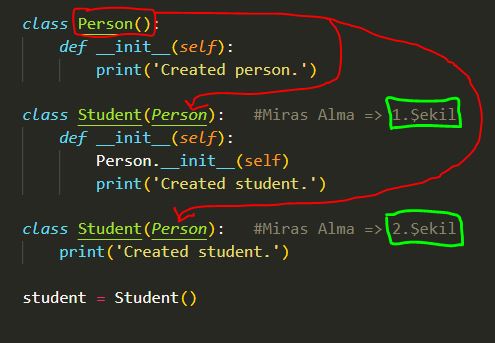 class Person():
def __init__(self):
print('Created person.')
class Student(Person): #Miras Alma => 1.Şekil
def __init__(self):
Person.__init__(self)
print('Created student.')
class Student(Person): #Miras Alma => 2.Şekil
print('Created student.')
student = Student()